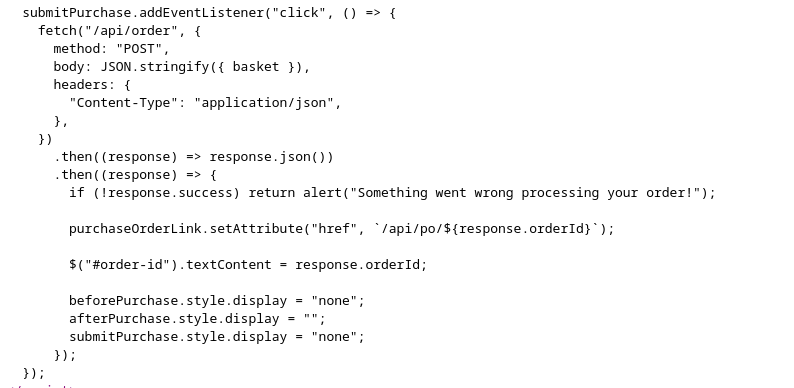 submitPurchase.addEventListener("click", () => {
fetch("/api/order", {
method: "POST",
body: JSON.stringify({ basket }),
headers: {
"Content-Type": "application/json",
},
})
.then((response) => response.json())
.then((response) => {
if (!response.success) return alert("Something went wrong processing your order!");
purchaseOrderLink.setAttribute("href", `/api/po/${response.orderId}`);
$("#order-id").textContent = response.orderId;
beforePurchase.style.display = "none";
afterPurchase.style.display = "";
submitPurchase.style.display = "none";
});
});